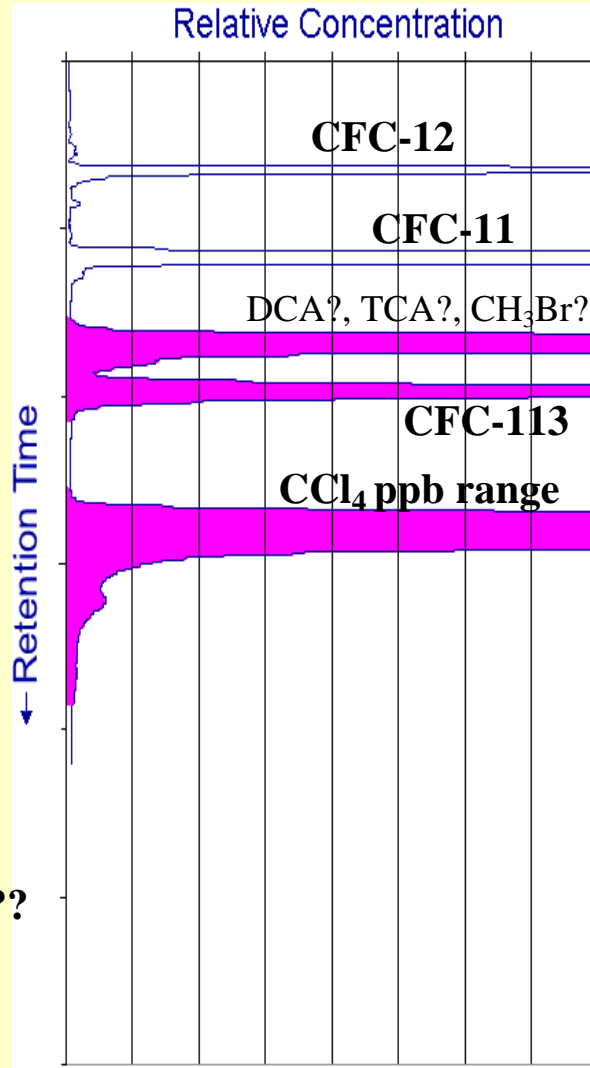 Relative Concentration
CFC-12
CFC-11
DCA?, TCA?, CH₃Br?
CFC-113
CCl₄ ppb range
←Retention Time
??